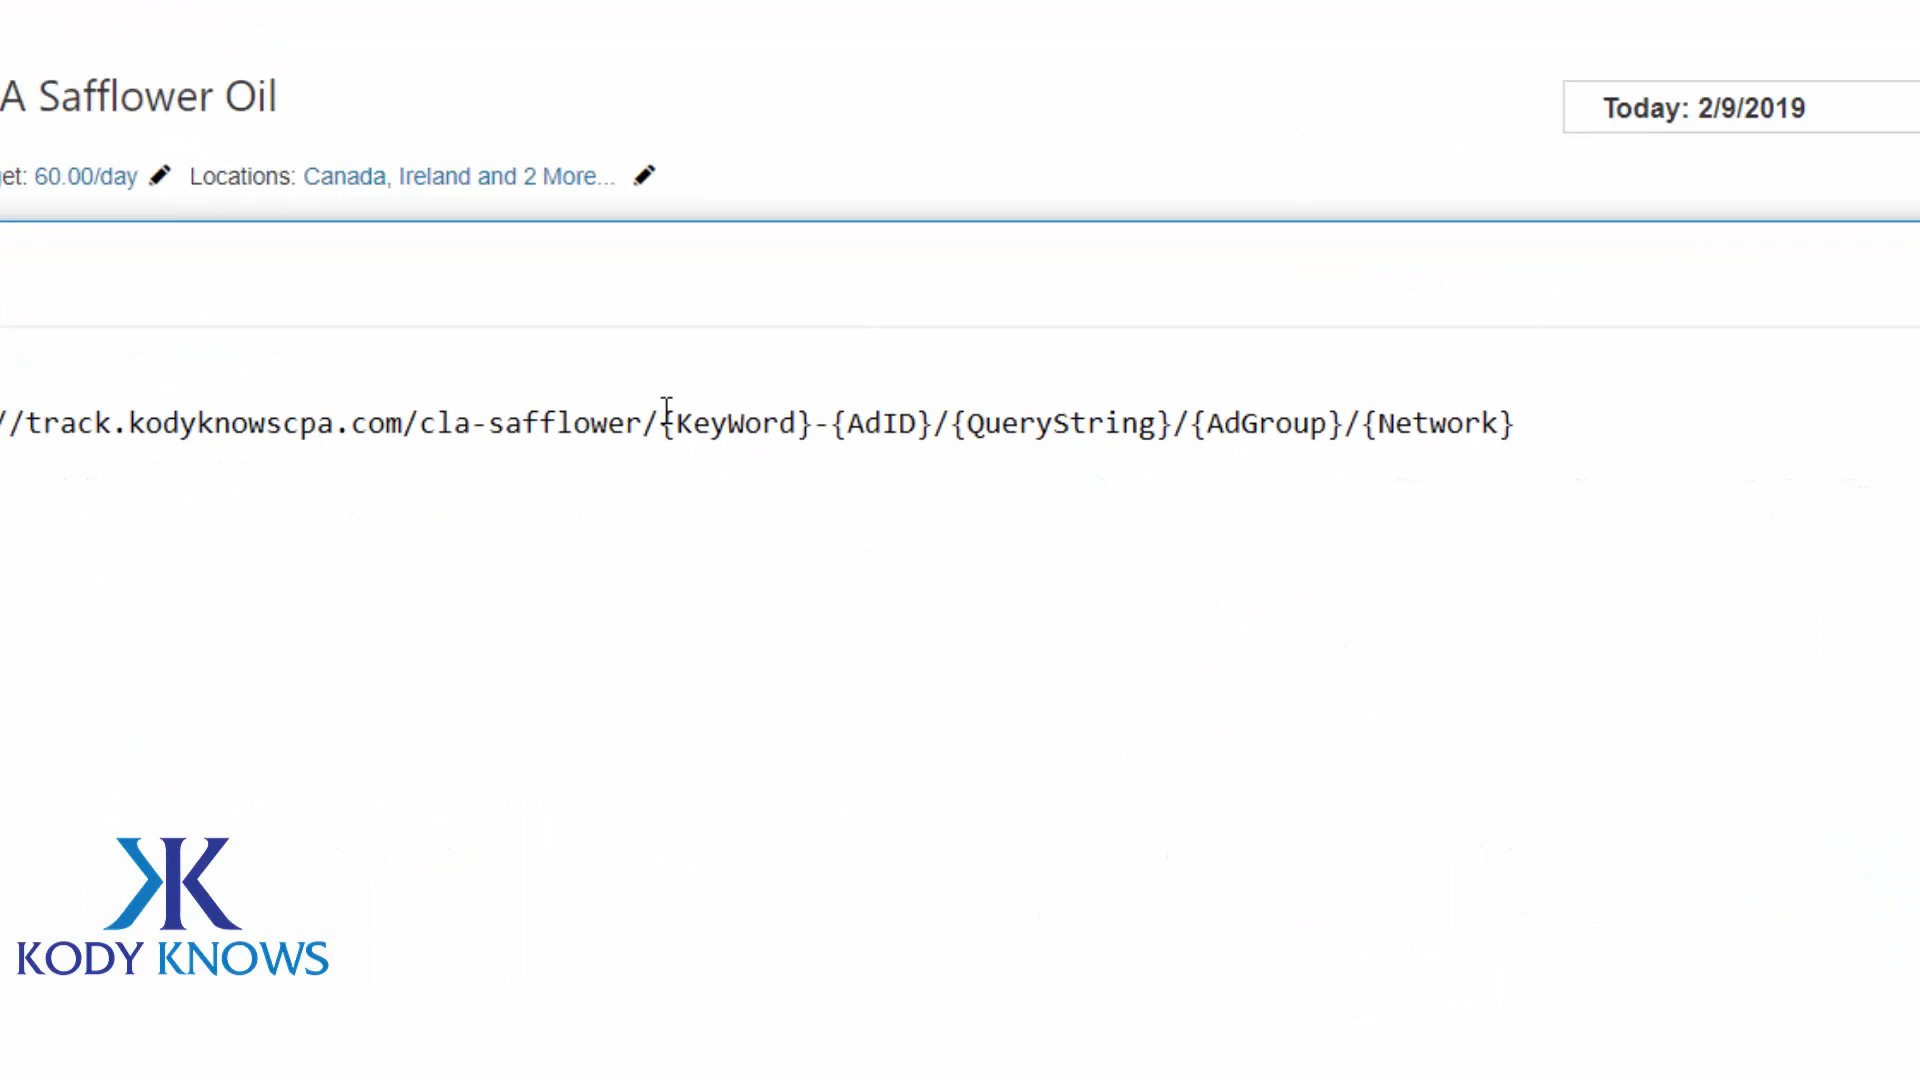 A Safflower Oil
Today: 2/9/2019
et: 60.00/day Locations: Canada, Ireland and 2 More...
//track.kodyknowscpa.com/cla-safflower/{KeyWord}-{AdID}/{QueryString}/{AdGroup}/{Network}
KODY KNOWS